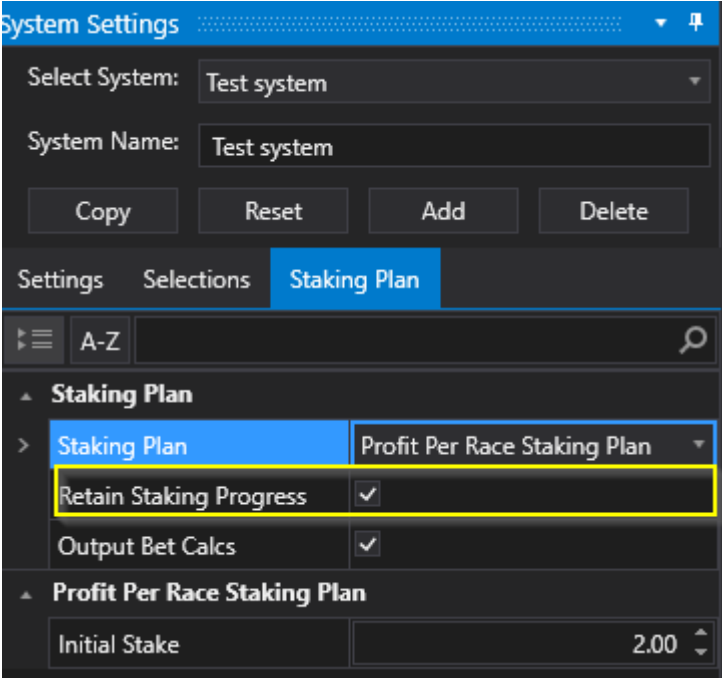 System Settings
Select System: Test system
System Name: Test system
Copy Reset Add Delete
Settings Selections Staking Plan
A-Z
Staking Plan
Staking Plan Profit Per Race Staking Plan
Retain Staking Progress
Output Bet Calcs
Profit Per Race Staking Plan
Initial Stake 2.00